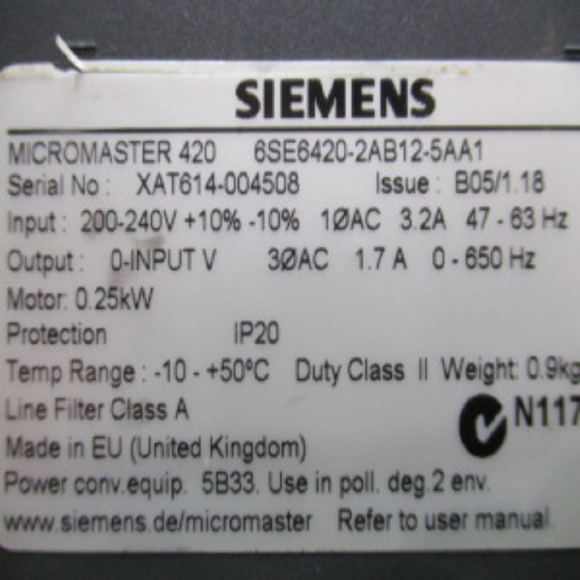 SIEMENS
MICROMASTER 420 6SE6420-2AB12-5AA1
Serial No : XAT614-004508 Issue : B05/1.18
Input : 200-240V +10% -10% 1ØAC 3.2A 47 - 63 Hz
Output : 0-INPUT V 3ØAC 1.7 A 0 - 650 Hz
Motor: 0.25kW
Protection IP20
Temp Range : -10 - +50ºC Duty Class II Weight: 0.9kg
Line Filter Class A
N117
Made in EU (United Kingdom)
Power conv.equip. 5B33. Use in poll. deg.2 env.
www.siemens.de/micromaster Refer to user manual